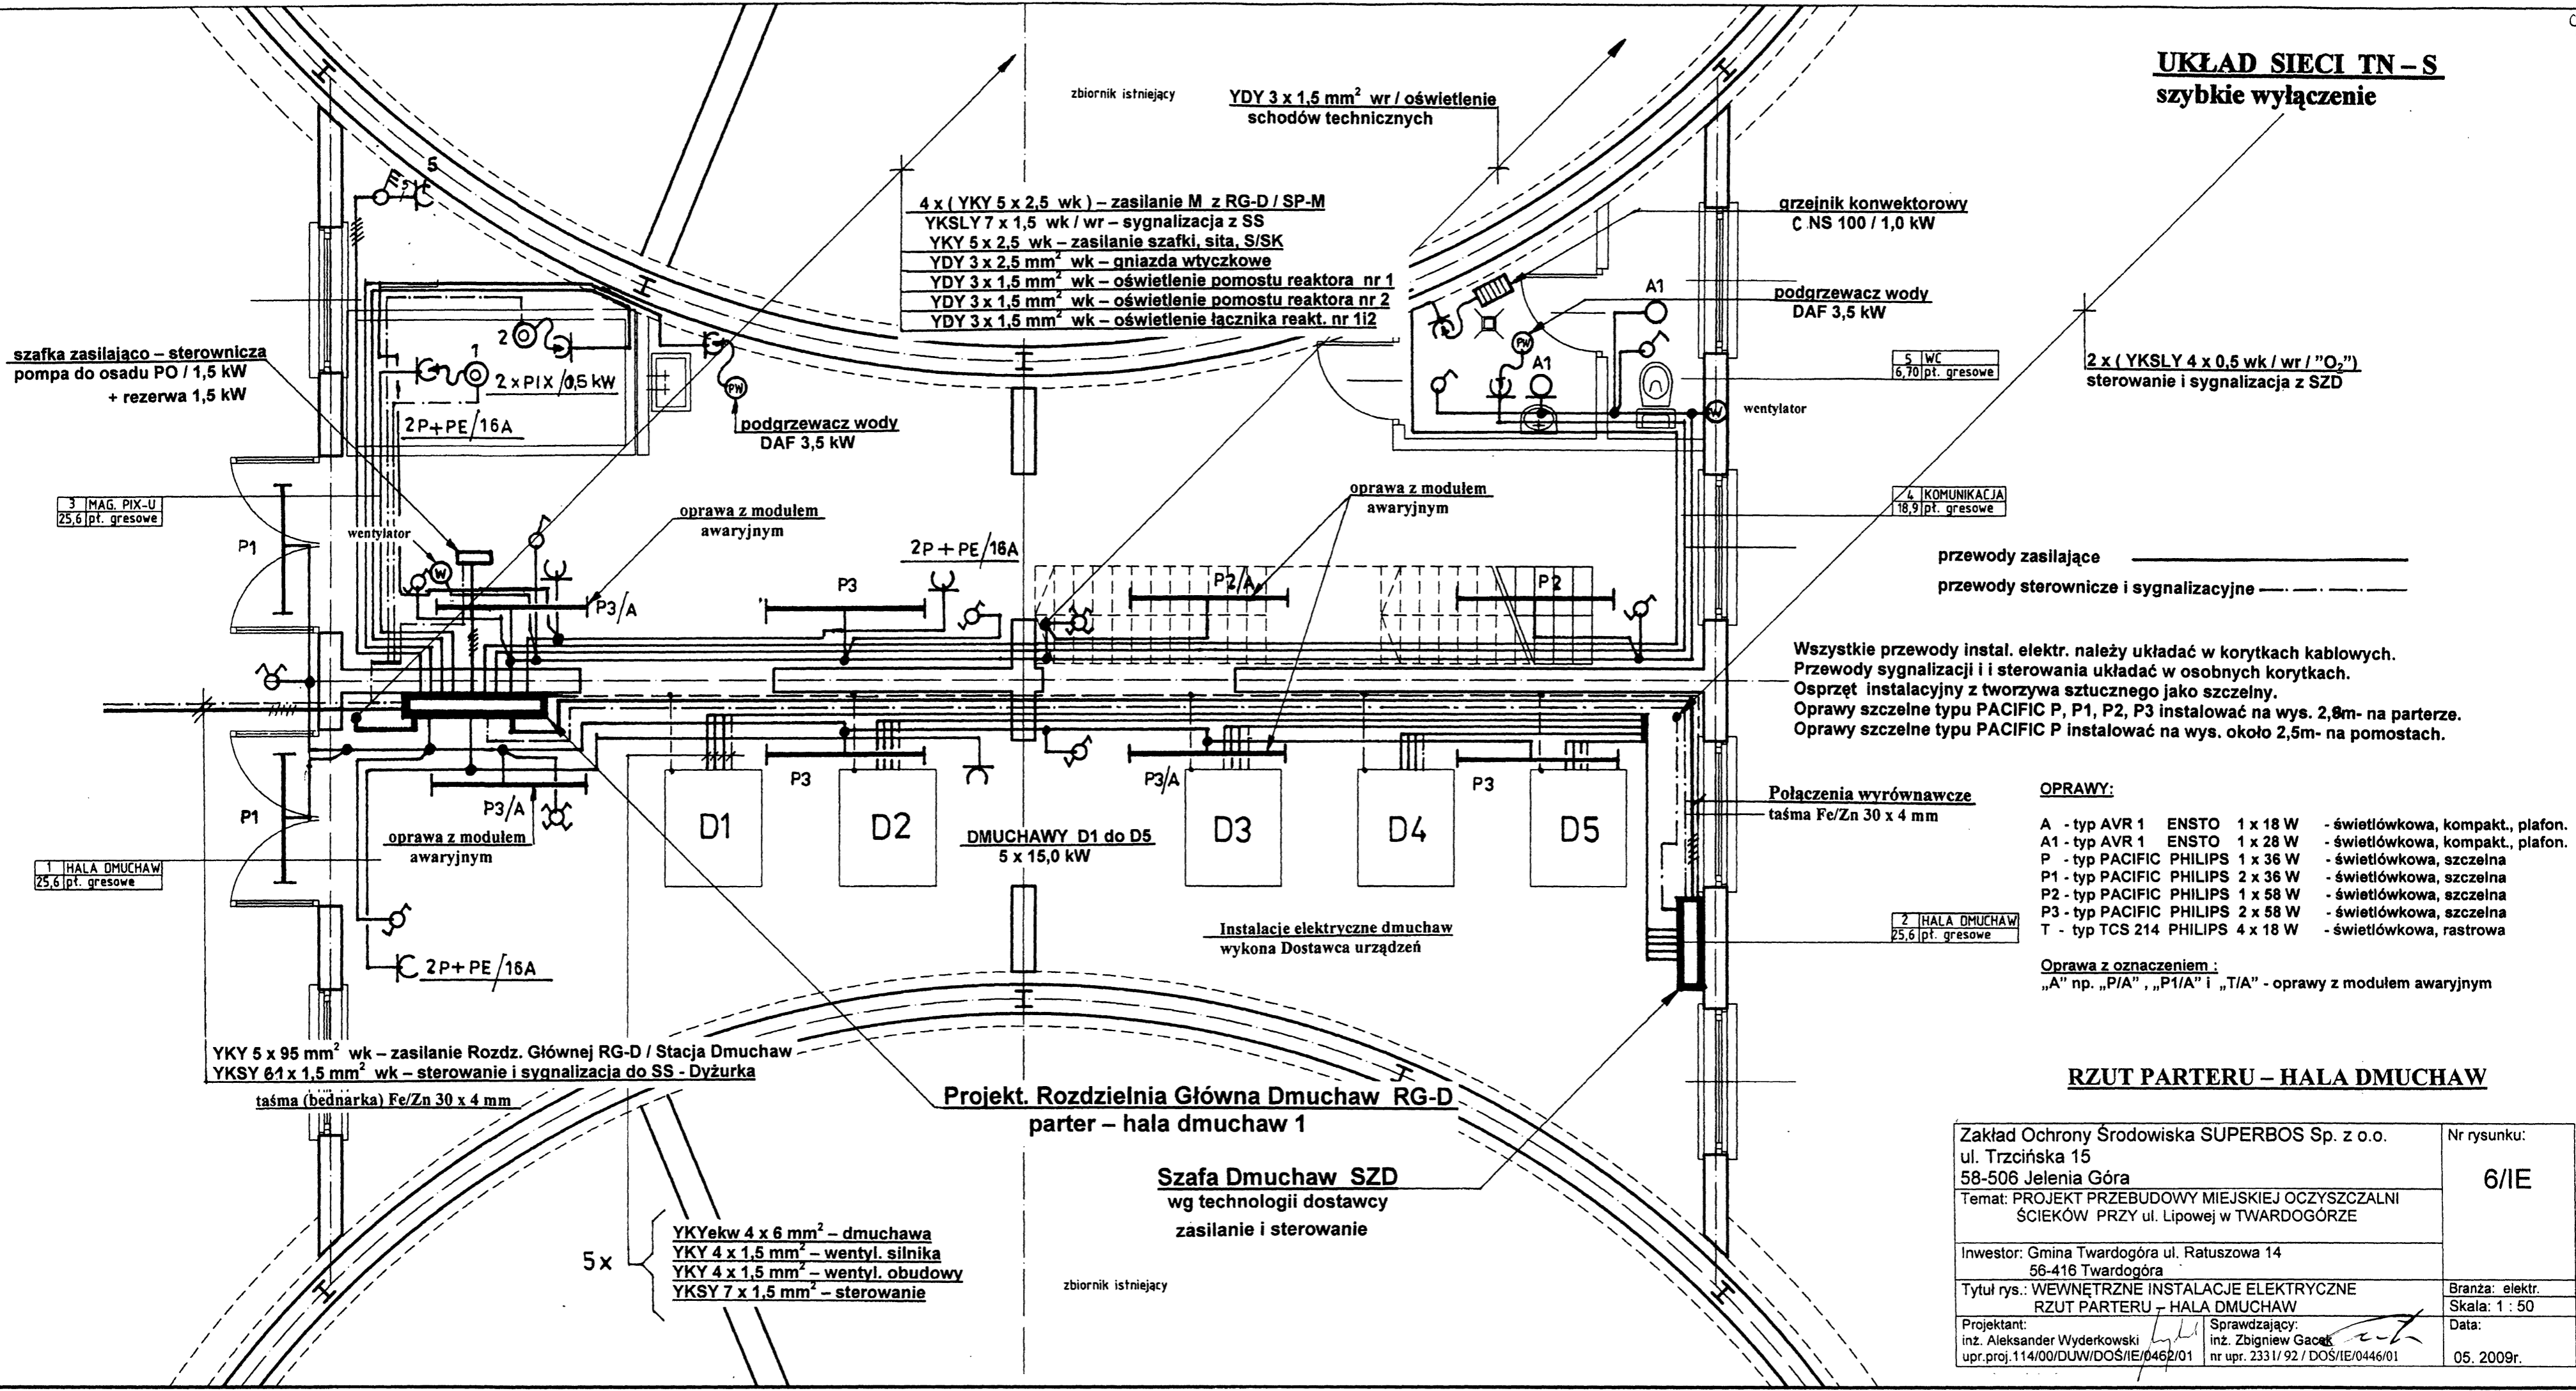 UKŁAD SIECI TN – S
szybkie wyłączenie
zbiornik istniejący
YDY 3 x 1,5 mm² wr / oświetlenie
schodów technicznych
4 x ( YKY 5 x 2,5 wk ) – zasilanie M z RG-D / SP-M
YKSLY 7 x 1,5 wk / wr – sygnalizacja z SS
YKY 5 x 2,5 wk – zasilanie szafki, sita, S/SK
YDY 3 x 2,5 mm² wk – gniazda wtyczkowe
YDY 3 x 1,5 mm² wk – oświetlenie pomostu reaktora nr 1
YDY 3 x 1,5 mm² wk – oświetlenie pomostu reaktora nr 2
YDY 3 x 1,5 mm² wk – oświetlenie łącznika reakt. nr 1i2
grzejnik konwektorowy
C NS 100 / 1,0 kW
podgrzewacz wody
DAF 3,5 kW
5
5
A1
A1
PW
W
wentylator
5 WC
6,70 pt. gresowe
2 x ( YKSLY 4 x 0,5 wk / wr / "O₂")
sterowanie i sygnalizacja z SZD
szafka zasilająco – sterownicza
pompa do osadu PO / 1,5 kW
+ rezerwa 1,5 kW
2
1
2 x PIX / 0,5 kW
2P+PE/16A
PW
podgrzewacz wody
DAF 3,5 kW
3 MAG. PIX-U
25,6 pt. gresowe
P1
wentylator
W
oprawa z modułem
awaryjnym
P3/A
P3
2P+PE/16A
oprawa z modułem
awaryjnym
P2/A
P2
4 KOMUNIKACJA
18,9 pt. gresowe
przewody zasilające
przewody sterownicze i sygnalizacyjne
Wszystkie przewody instal. elektr. należy układać w korytkach kablowych.
Przewody sygnalizacji i i sterowania układać w osobnych korytkach.
Osprzęt instalacyjny z tworzywa sztucznego jako szczelny.
Oprawy szczelne typu PACIFIC P, P1, P2, P3 instalować na wys. 2,8m- na parterze.
Oprawy szczelne typu PACIFIC P instalować na wys. około 2,5m- na pomostach.
P1
P3/A
oprawa z modułem
awaryjnym
P3
P3/A
P3
D1
D2
D3
D4
D5
DMUCHAWY D1 do D5
5 x 15,0 kW
Połączenia wyrównawcze
taśma Fe/Zn 30 x 4 mm
1 HALA DMUCHAW
25,6 pt. gresowe
2P+PE/16A
Instalacje elektryczne dmuchaw
wykona Dostawca urządzeń
2 HALA DMUCHAW
25,6 pt. gresowe
OPRAWY:
A - typ AVR 1 ENSTO 1 x 18 W - świetlówkowa, kompakt., plafon.
A1 - typ AVR 1 ENSTO 1 x 28 W - świetlówkowa, kompakt., plafon.
P - typ PACIFIC PHILIPS 1 x 36 W - świetlówkowa, szczelna
P1 - typ PACIFIC PHILIPS 2 x 36 W - świetlówkowa, szczelna
P2 - typ PACIFIC PHILIPS 1 x 58 W - świetlówkowa, szczelna
P3 - typ PACIFIC PHILIPS 2 x 58 W - świetlówkowa, szczelna
T - typ TCS 214 PHILIPS 4 x 18 W - świetlówkowa, rastrowa
Oprawa z oznaczeniem :
„A” np. „P/A” , „P1/A” i „T/A” - oprawy z modułem awaryjnym
YKY 5 x 95 mm² wk – zasilanie Rozdz. Głównej RG-D / Stacja Dmuchaw
YKSY 61 x 1,5 mm² wk – sterowanie i sygnalizacja do SS - Dyżurka
taśma (bednarka) Fe/Zn 30 x 4 mm
Projekt. Rozdzielnia Główna Dmuchaw RG-D
parter – hala dmuchaw 1
Szafa Dmuchaw SZD
wg technologii dostawcy
zasilanie i sterowanie
5x
YKYekw 4 x 6 mm² – dmuchawa
YKY 4 x 1,5 mm² – wentyl. silnika
YKY 4 x 1,5 mm² – wentyl. obudowy
YKSY 7 x 1,5 mm² – sterowanie
zbiornik istniejący
RZUT PARTERU – HALA DMUCHAW
Zakład Ochrony Środowiska SUPERBOS Sp. z o.o.
ul. Trzcińska 15
58-506 Jelenia Góra
Nr rysunku:
6/IE
Temat: PROJEKT PRZEBUDOWY MIEJSKIEJ OCZYSZCZALNI
ŚCIEKÓW PRZY ul. Lipowej w TWARDOGÓRZE
Inwestor: Gmina Twardogóra ul. Ratuszowa 14
56-416 Twardogóra
Tytuł rys.: WEWNĘTRZNE INSTALACJE ELEKTRYCZNE
RZUT PARTERU – HALA DMUCHAW
Branża: elektr.
Skala: 1 : 50
Projektant:
inż. Aleksander Wyderkowski
upr.proj.114/00/DUW/DOŚ/IE/0462/01
Sprawdzający:
inż. Zbigniew Gacek
nr upr. 2331/ 92 / DOŚ/IE/0446/01
Data:
05. 2009r.